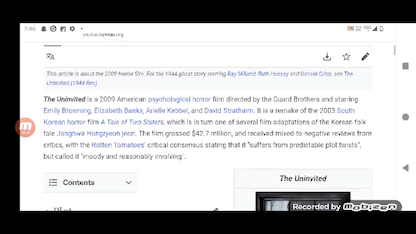 7:46
en.m.wikipedia.org
This article is about the 2009 horror film. For the 1944 ghost story starring Ray Milland, Ruth Hussey and Donald Crisp, see The
Uninvited (1944 film).
The Uninvited is a 2009 American psychological horror film directed by the Guard Brothers and starring
Emily Browning, Elizabeth Banks, Arielle Kebbel, and David Strathairn. It is a remake of the 2003 South
Korean horror film A Tale of Two Sisters, which is in turn one of several film adaptations of the Korean folk
tale Janghwa Hongryeon jeon. The film grossed $42.7 million, and received mixed to negative reviews from
critics, with the Rotten Tomatoes' critical consensus stating that it "suffers from predictable plot twists",
but called it "moody and reasonably involving".
Contents
The Uninvited
Plot
Recorded by Mobizen